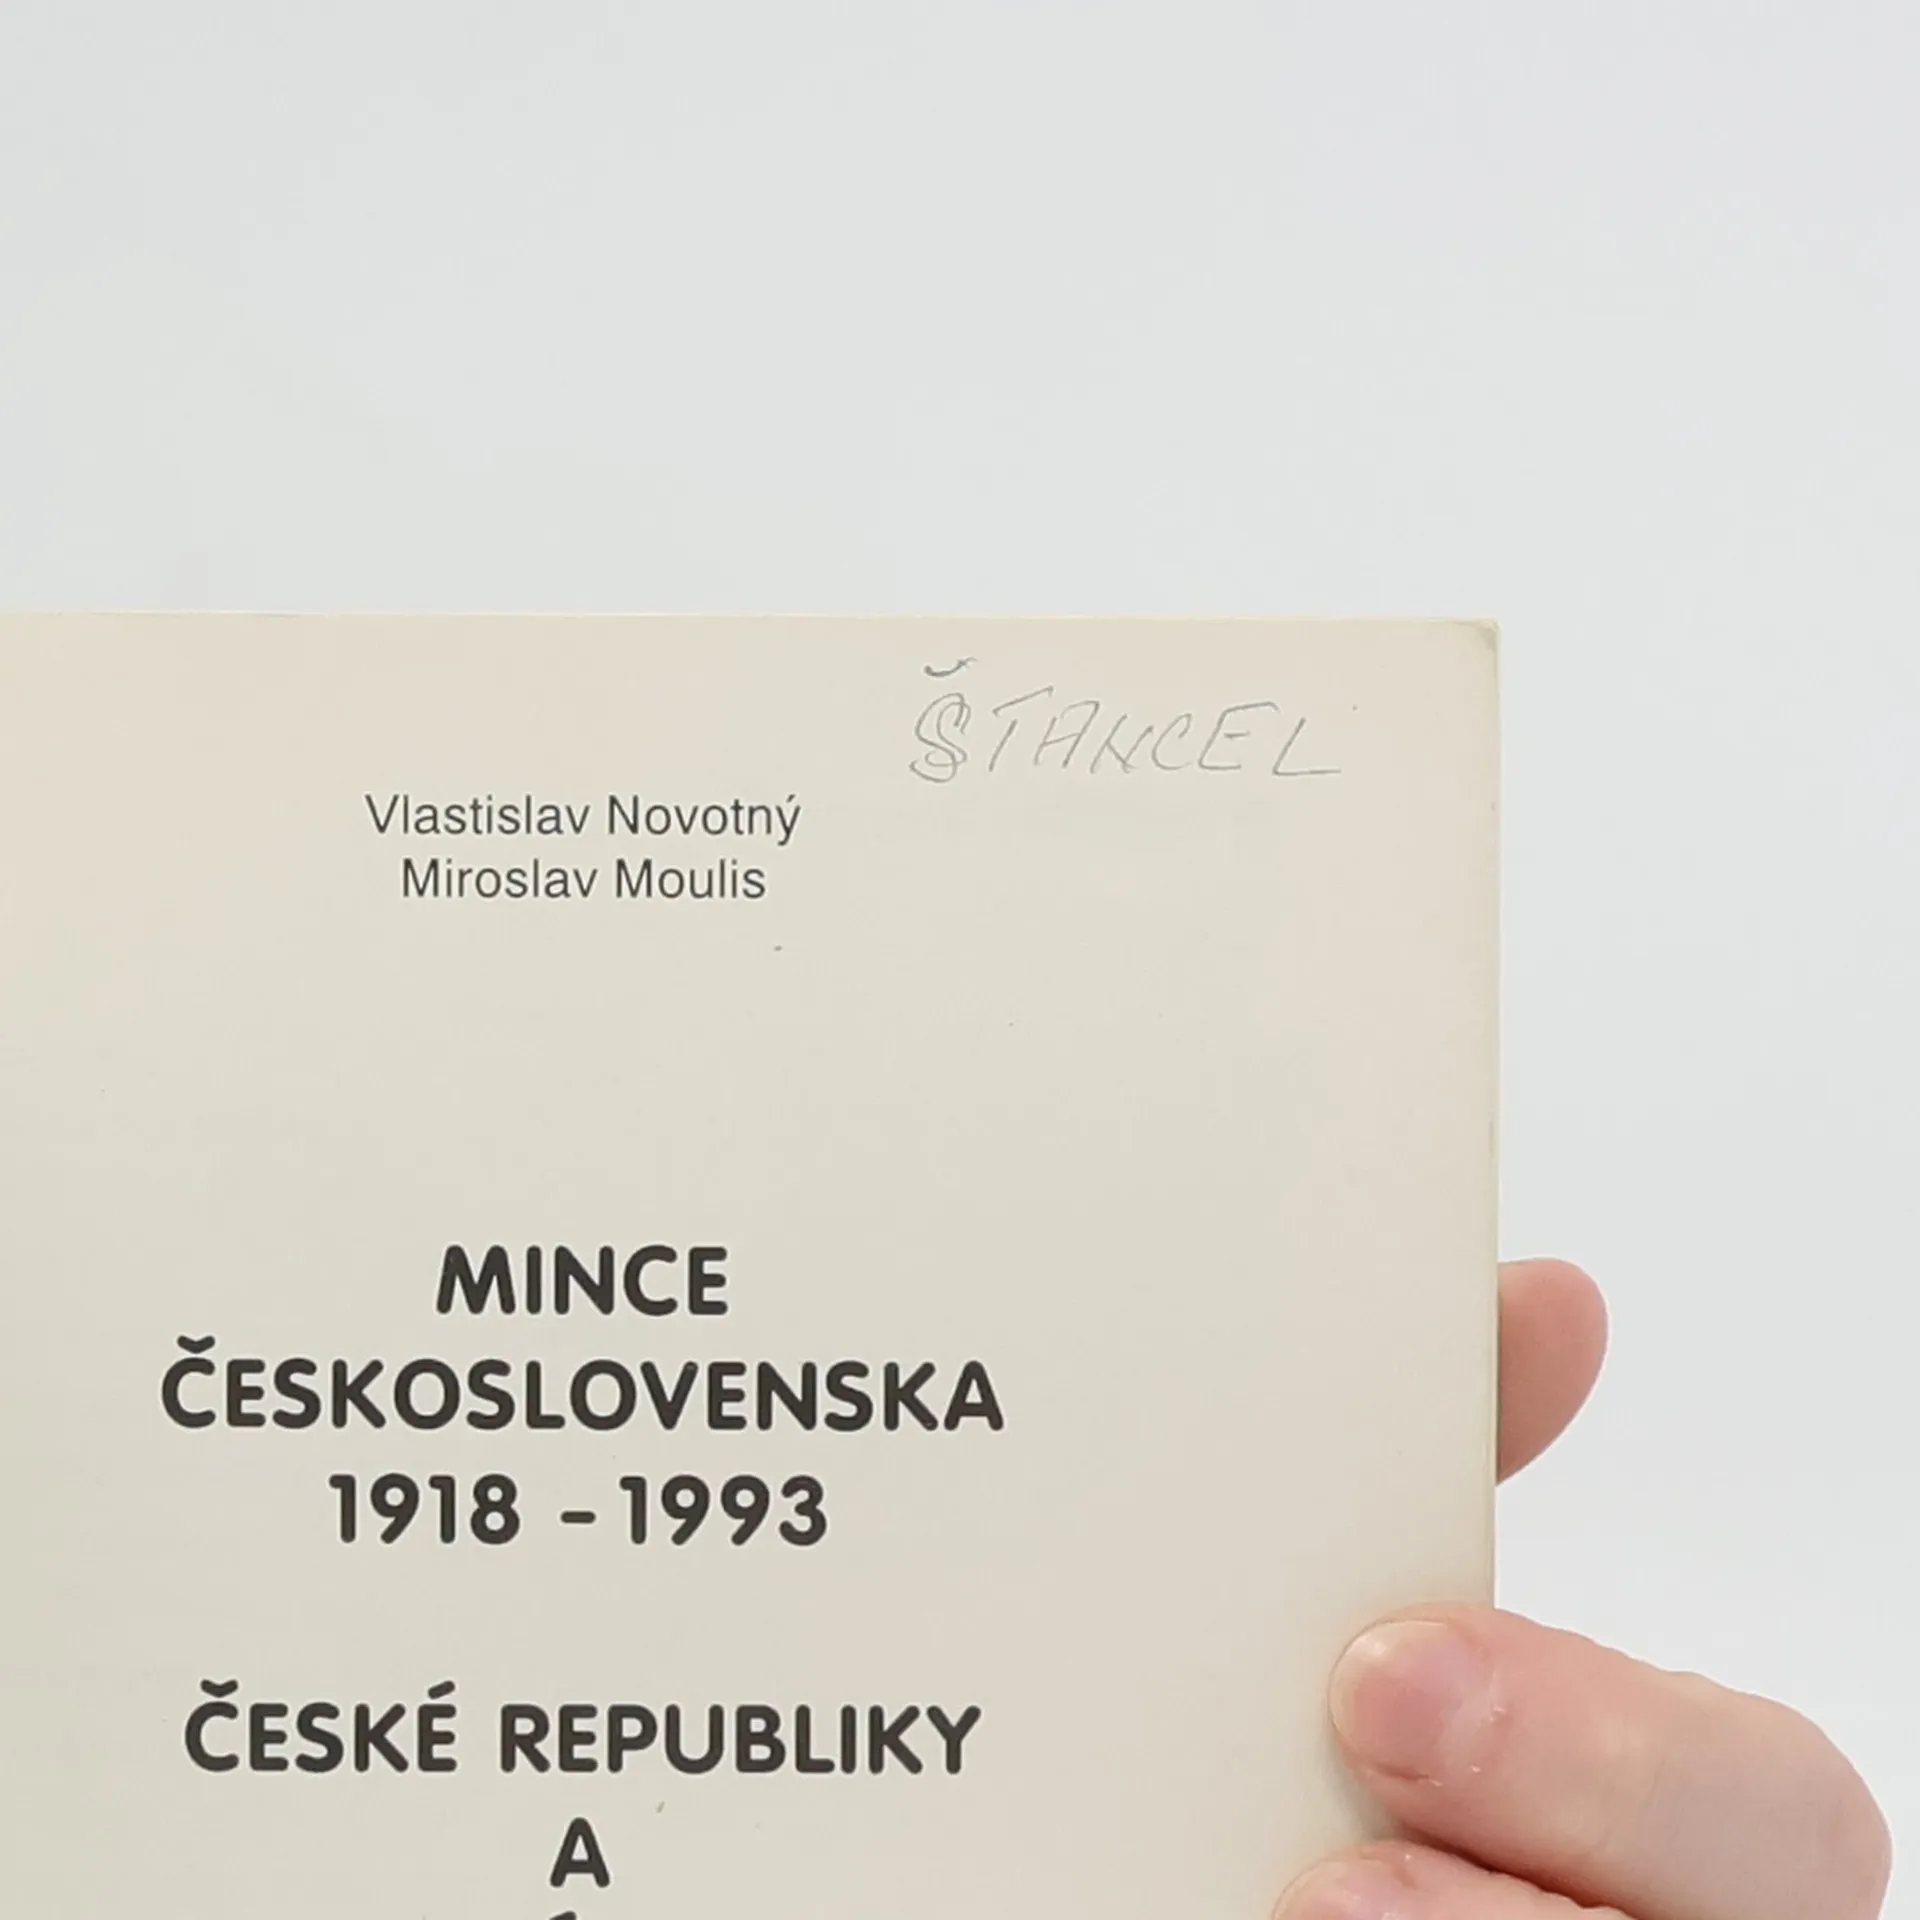 ŠTANCEL
Vlastislav Novotný
Miroslav Moulis
MINCE
ČESKOSLOVENSKA
1918 - 1993
ČESKÉ REPUBLIKY
A